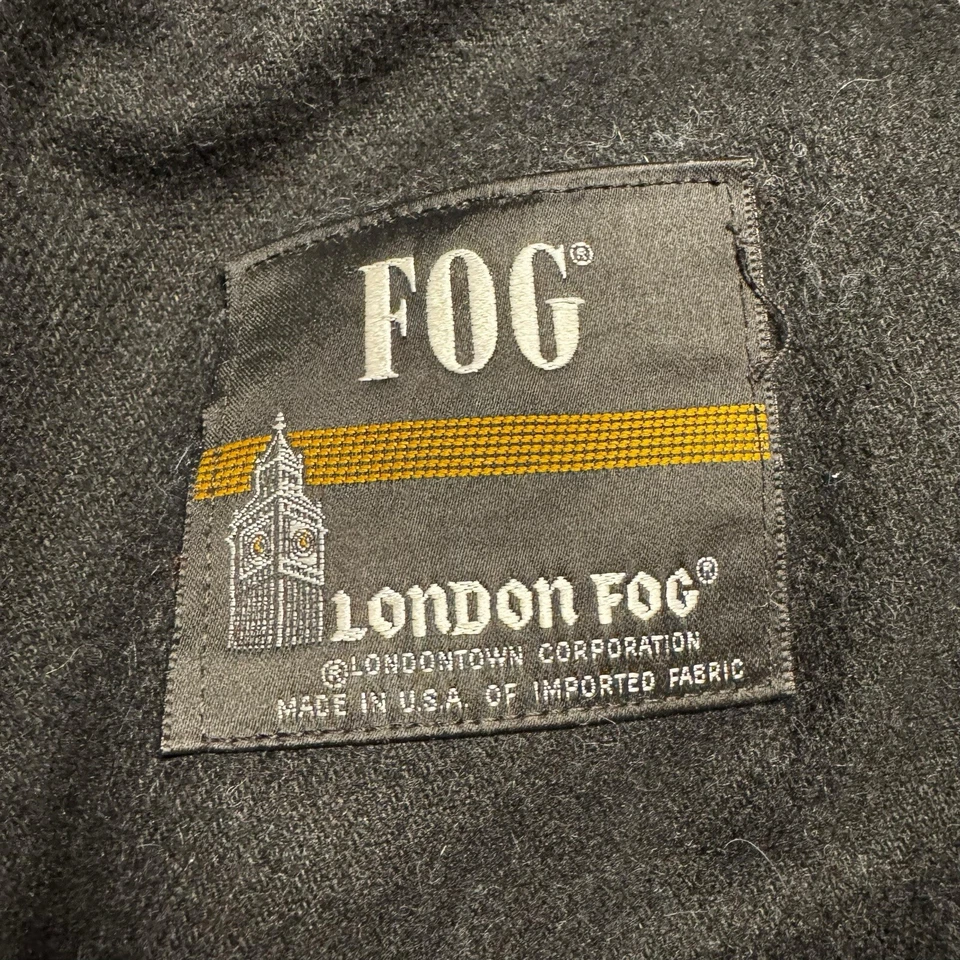 FOG®
LONDON FOG®
®LONDONTOWN CORPORATION
MADE IN U.S.A. OF IMPORTED FABRIC